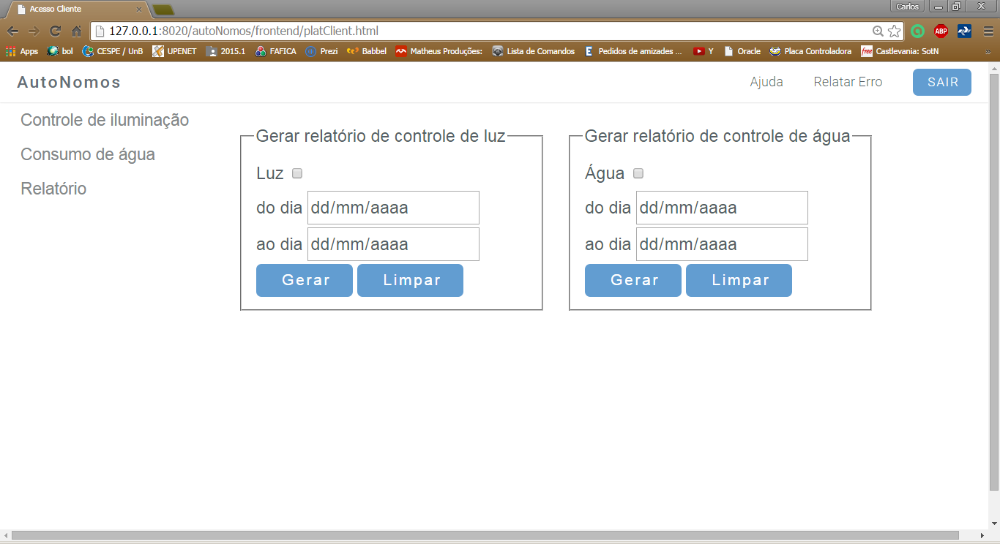 Acesso Cliente
Carlos
127.0.0.1:8020/autoNomos/frontend/platClient.html
ABP
Apps bol CESPE / UnB UPENET 2015.1 FAFICA Prezi Babbel Matheus Produções: Lista de Comandos Pedidos de amizades ... Y Oracle Placa Controladora free Castlevania: SotN »
AutoNomos Ajuda Relatar Erro SAIR
Controle de iluminação
Consumo de água
Relatório
Gerar relatório de controle de luz
Luz
do dia dd/mm/aaaa
ao dia dd/mm/aaaa
Gerar Limpar
Gerar relatório de controle de água
Água
do dia dd/mm/aaaa
ao dia dd/mm/aaaa
Gerar Limpar